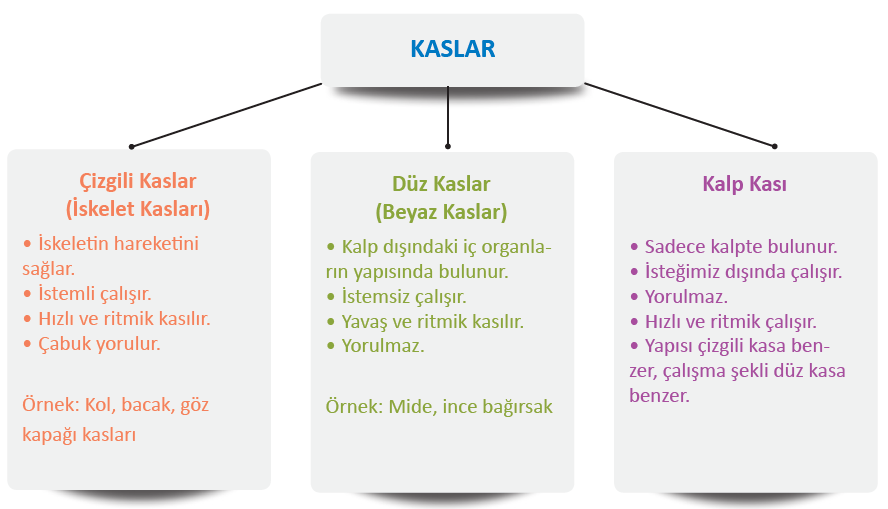 KASLAR
Çizgili Kaslar
(İskelet Kasları)
• İskeletin hareketini
sağlar.
• İstemli çalışır.
• Hızlı ve ritmik kasılır.
• Çabuk yorulur.
Örnek: Kol, bacak, göz
kapağı kasları
Düz Kaslar
(Beyaz Kaslar)
• Kalp dışındaki iç organla-
rın yapısında bulunur.
• İstemsiz çalışır.
• Yavaş ve ritmik kasılır.
• Yorulmaz.
Örnek: Mide, ince bağırsak
Kalp Kası
• Sadece kalpte bulunur.
• İsteğimiz dışında çalışır.
• Yorulmaz.
• Hızlı ve ritmik çalışır.
• Yapısı çizgili kasa ben-
zer, çalışma şekli düz kasa
benzer.